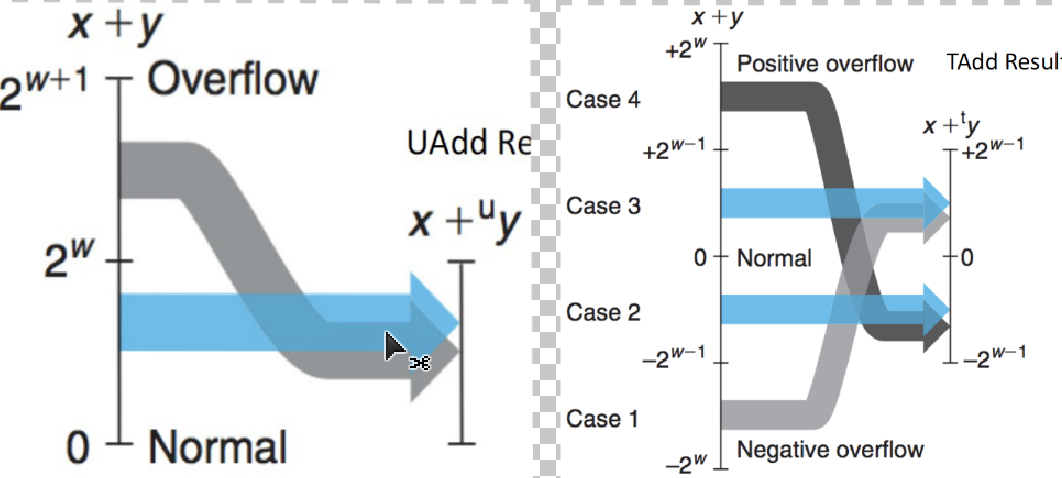 x + y
2^{w+1} Overflow
UAdd Re
x +^u y
2^w
0 Normal
x + y
+2^w
Positive overflow
TAdd Resul
Case 4
x +^t y
+2^{w−1}
+2^{w−1}
Case 3
0 Normal
0
Case 2
−2^{w−1}
−2^{w−1}
Case 1
Negative overflow
−2^w